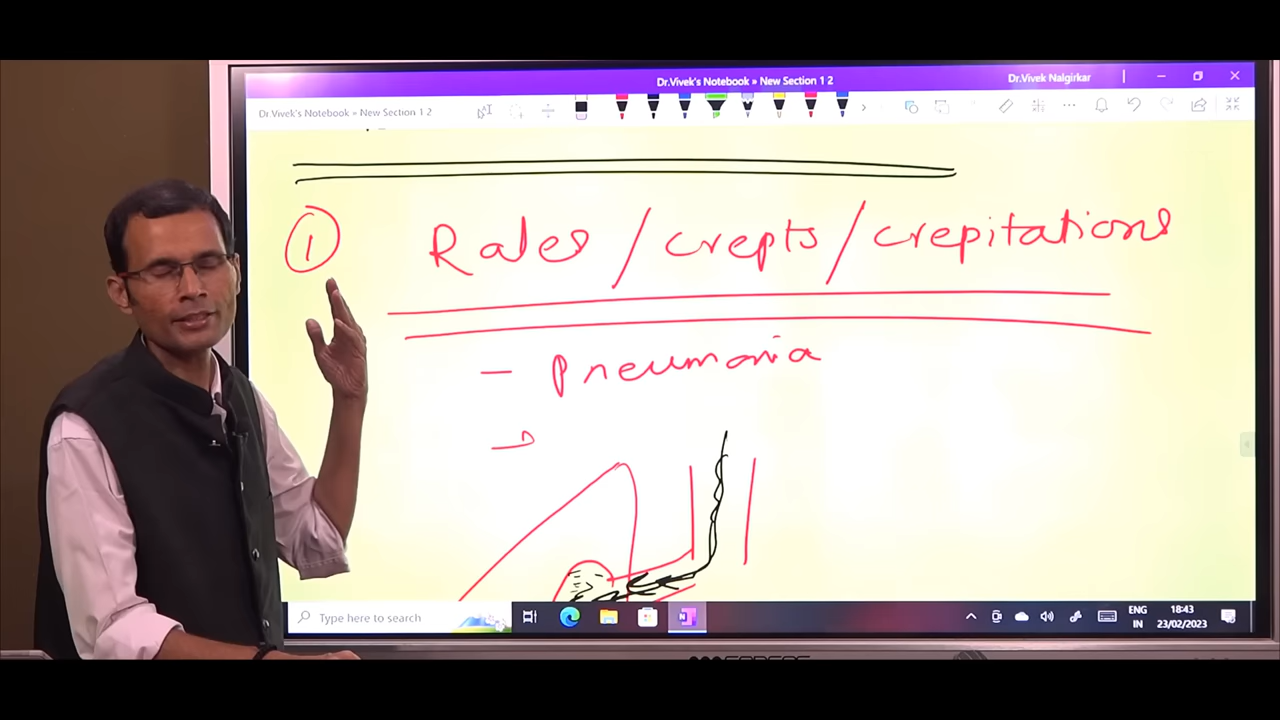 Dr.Vivek's Notebook » New Section 1 2
Dr.Vivek Nalgirkar
Dr.Vivek's Notebook » New Section 1 2
① Rales / crepts / crepitations
- Pneumonia
Type here to search
ENG
IN
18:43
23/02/2023